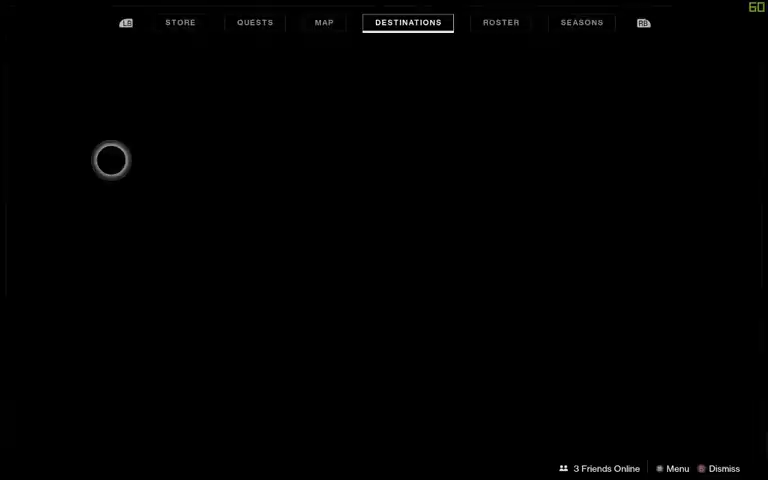 60
LB STORE QUESTS MAP DESTINATIONS ROSTER SEASONS RB
3 Friends Online Menu Dismiss